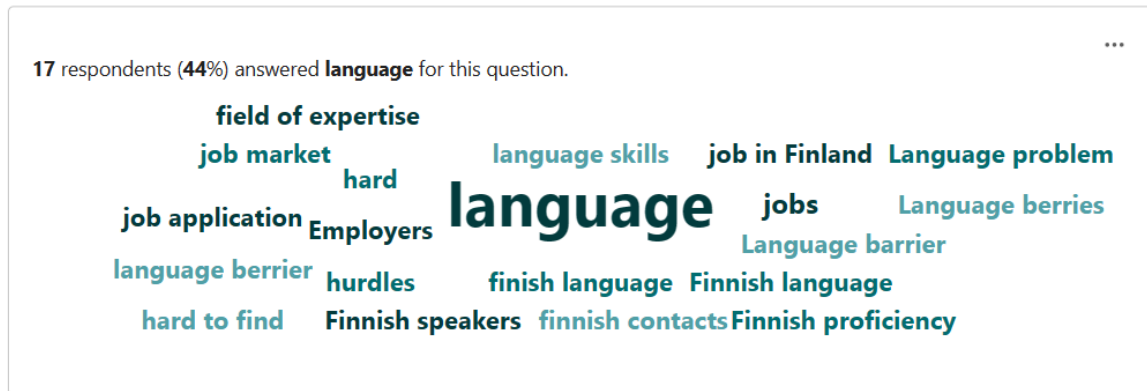 ...
17 respondents (44%) answered language for this question.
field of expertise
job market language skills job in Finland Language problem
hard
language jobs Language berries
job application Employers
Language barrier
language berrier hurdles finish language Finnish language
hard to find Finnish speakers finnish contacts Finnish proficiency